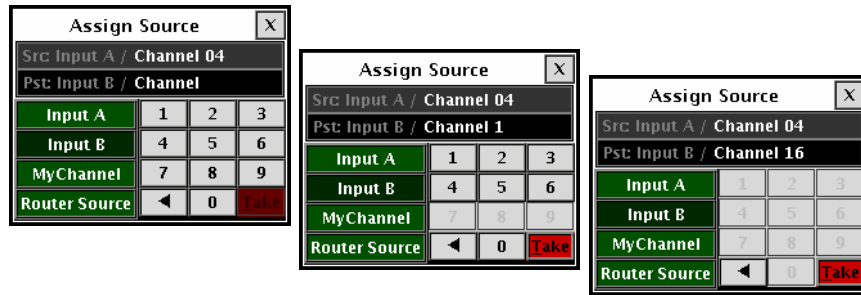 Assign Source X
Src: Input A / Channel 04
Pst: Input B / Channel
Input A 1 2 3
Input B 4 5 6
MyChannel 7 8 9
Router Source ◀ 0 Take
Assign Source X
Src: Input A / Channel 04
Pst: Input B / Channel 1
Input A 1 2 3
Input B 4 5 6
MyChannel 7 8 9
Router Source ◀ 0 Take
Assign Source X
Src: Input A / Channel 04
Pst: Input B / Channel 16
Input A 1 2 3
Input B 4 5 6
MyChannel 7 8 9
Router Source ◀ 0 Take